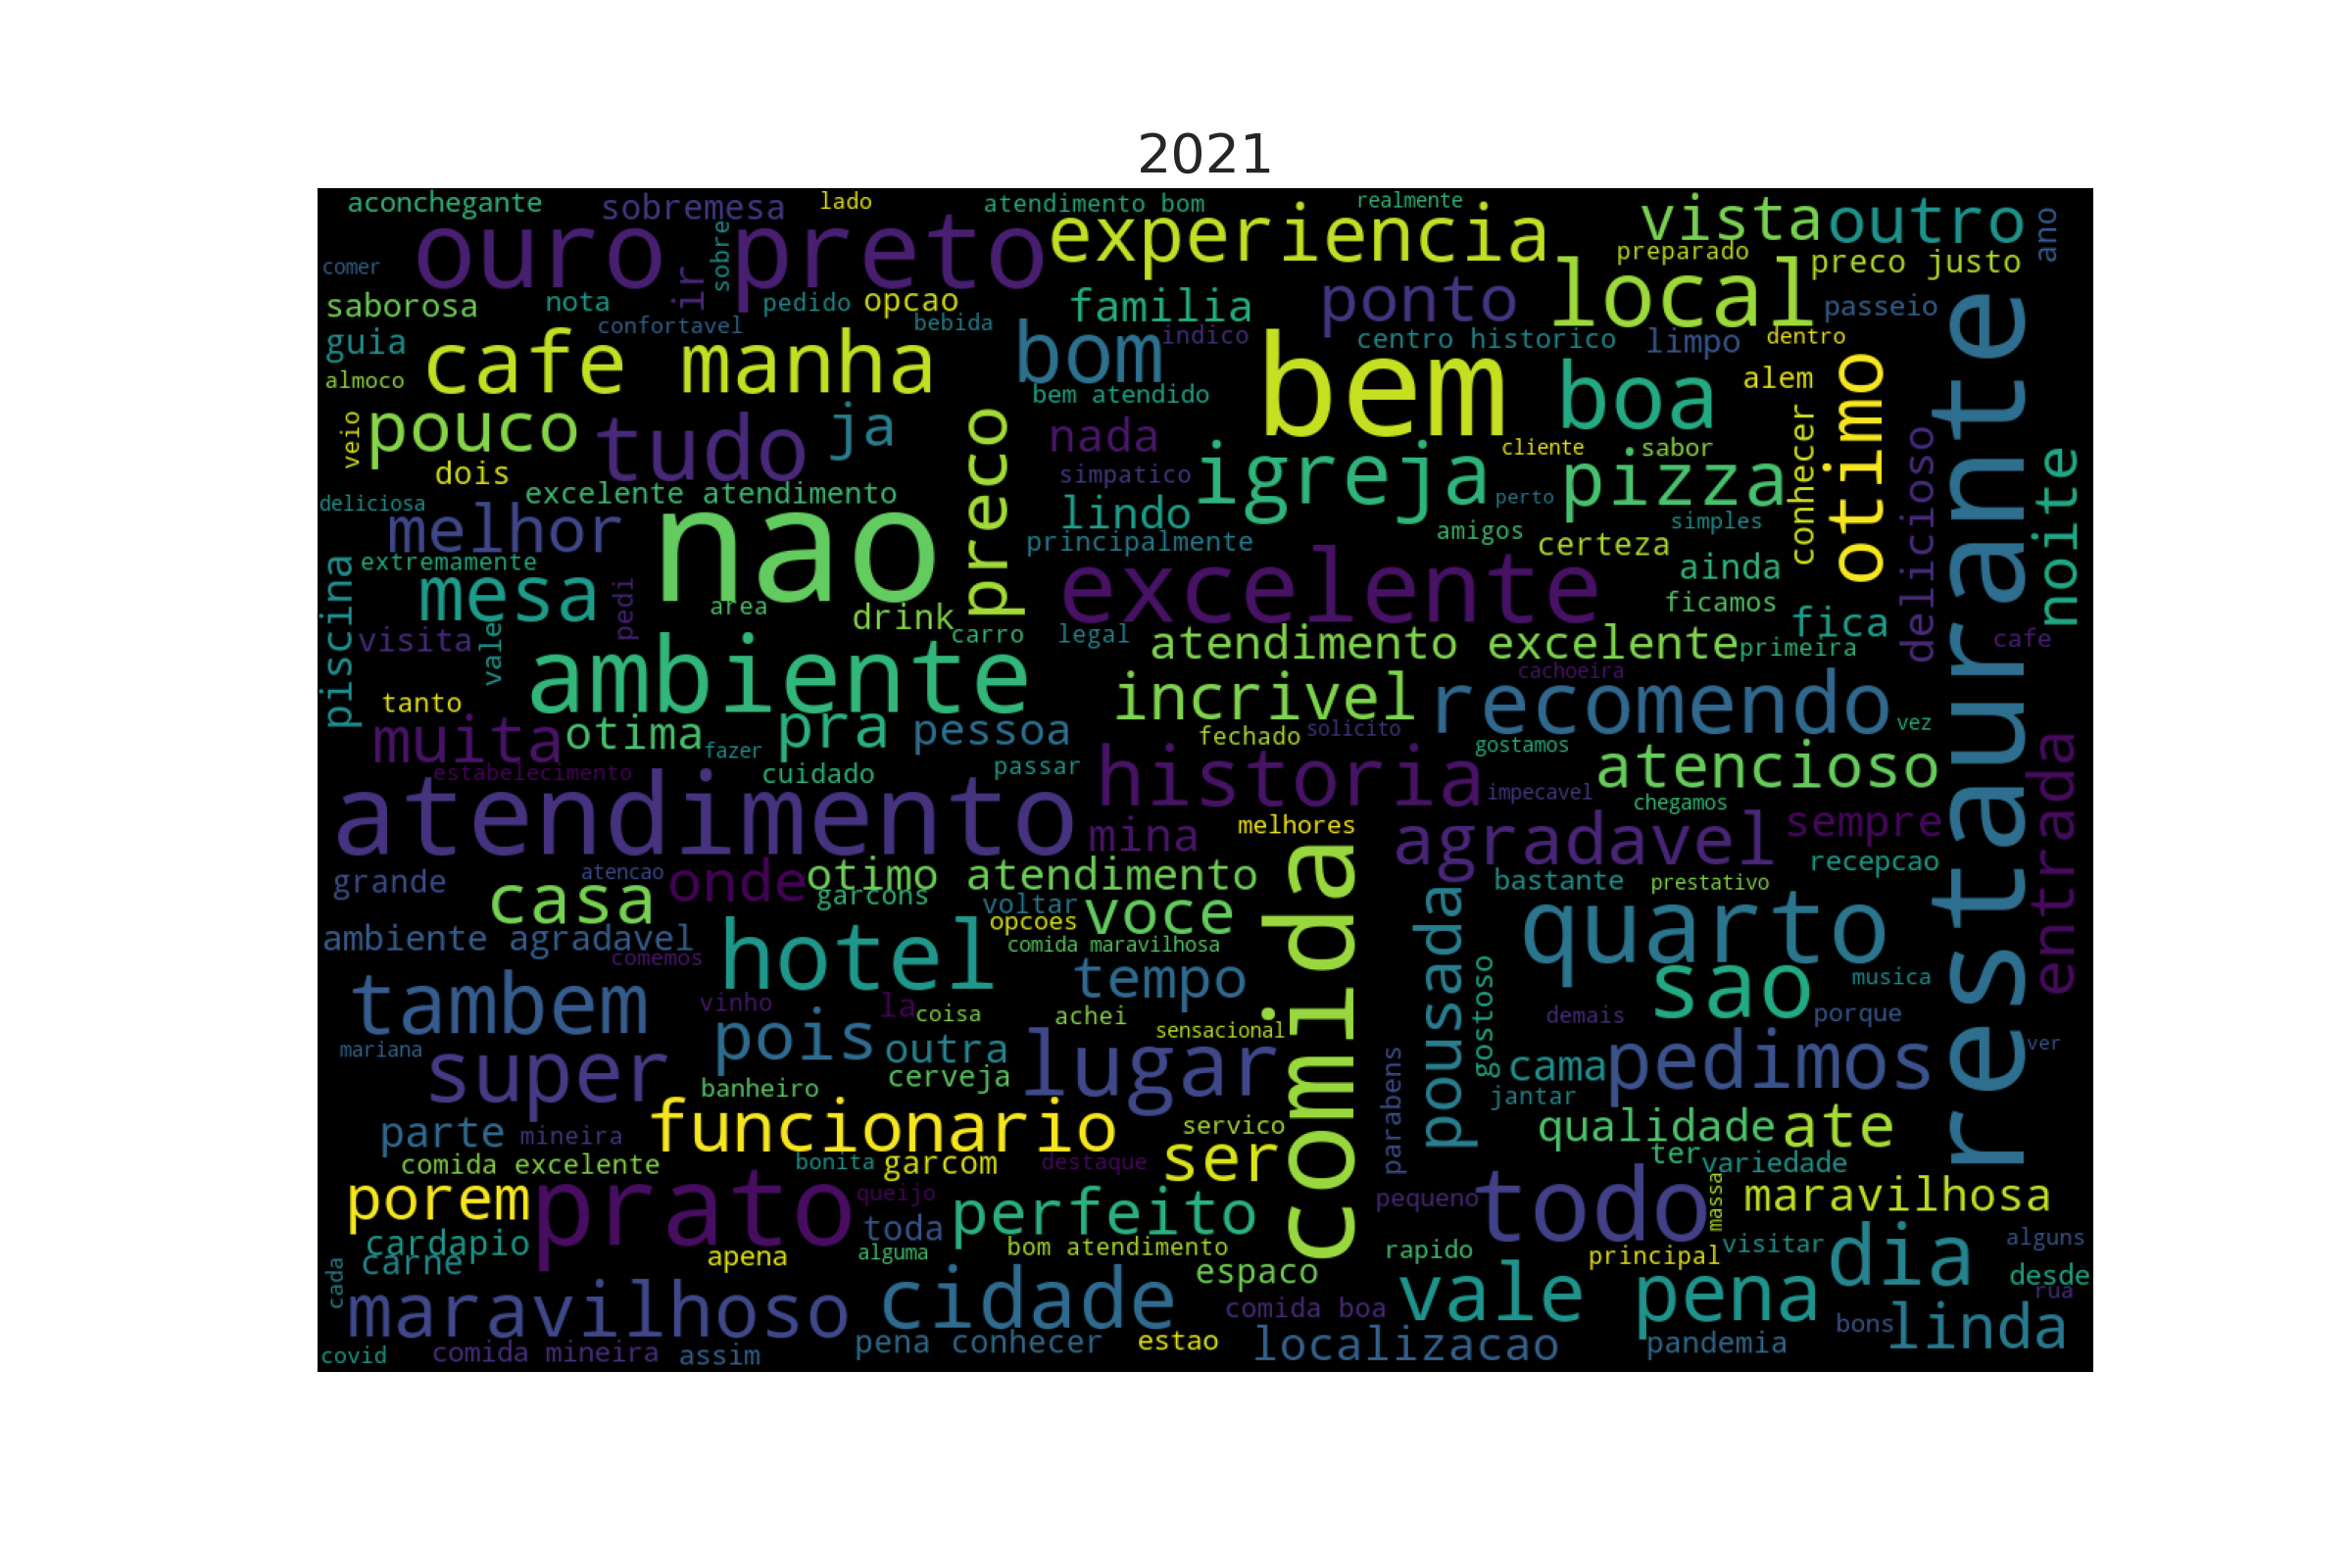 2021
aconchegante sobremesa lado atendimento bom realmente
ouro preto experiencia vista outro ano
comer ir sobre preparado preco justo
saborosa nota pedido opcao familia ponto local passeio
guia confortavel bebida bom indico centro historico limpo dentro
almoco cafe manha bem atendido bem boa alem otimo restaurante
veio pouco tudo ja preco nada cliente sabor conhecer delicioso noite
dois simpatico igreja perto pizza
deliciosa excelente atendimento lindo simples
melhor nao principalmente amigos certeza
piscina extremamente excelente ainda
mesa pedi area drink ficamos
visita vale carro legal atendimento excelente primeira fica cafe
ambiente cachoeira
tanto incrivel recomendo
muita otima fazer pra pessoa fechado solicito gostamos vez entrada
estabelecimento cuidado passar historia impecavel atencioso
chegamos
atendimento mina melhores comida agradavel sempre
grande atencao onde otimo atendimento bastante prestativo recepcao
casa garcons voltar voce pousada quarto
ambiente agradavel comemos hotel opcoes comida maravilhosa
tambem vinho la coisa tempo achei gostoso sao musica
pois sensacional demais porque
mariana super outra lugar parabens cama pedimos ver
banheiro cerveja jantar
parte mineira funcionario servico qualidade ate
comida excelente bonita garcom destaque ser ter variedade
porem prato queijo perfeito pequeno todo massa maravilhosa
cardapio toda
carne apena alguma bom atendimento rapido principal visitar dia alguns
cada espaco desde
maravilhoso cidade comida boa vale pena rua
bons linda
covid comida mineira assim pena conhecer estao localizacao pandemia